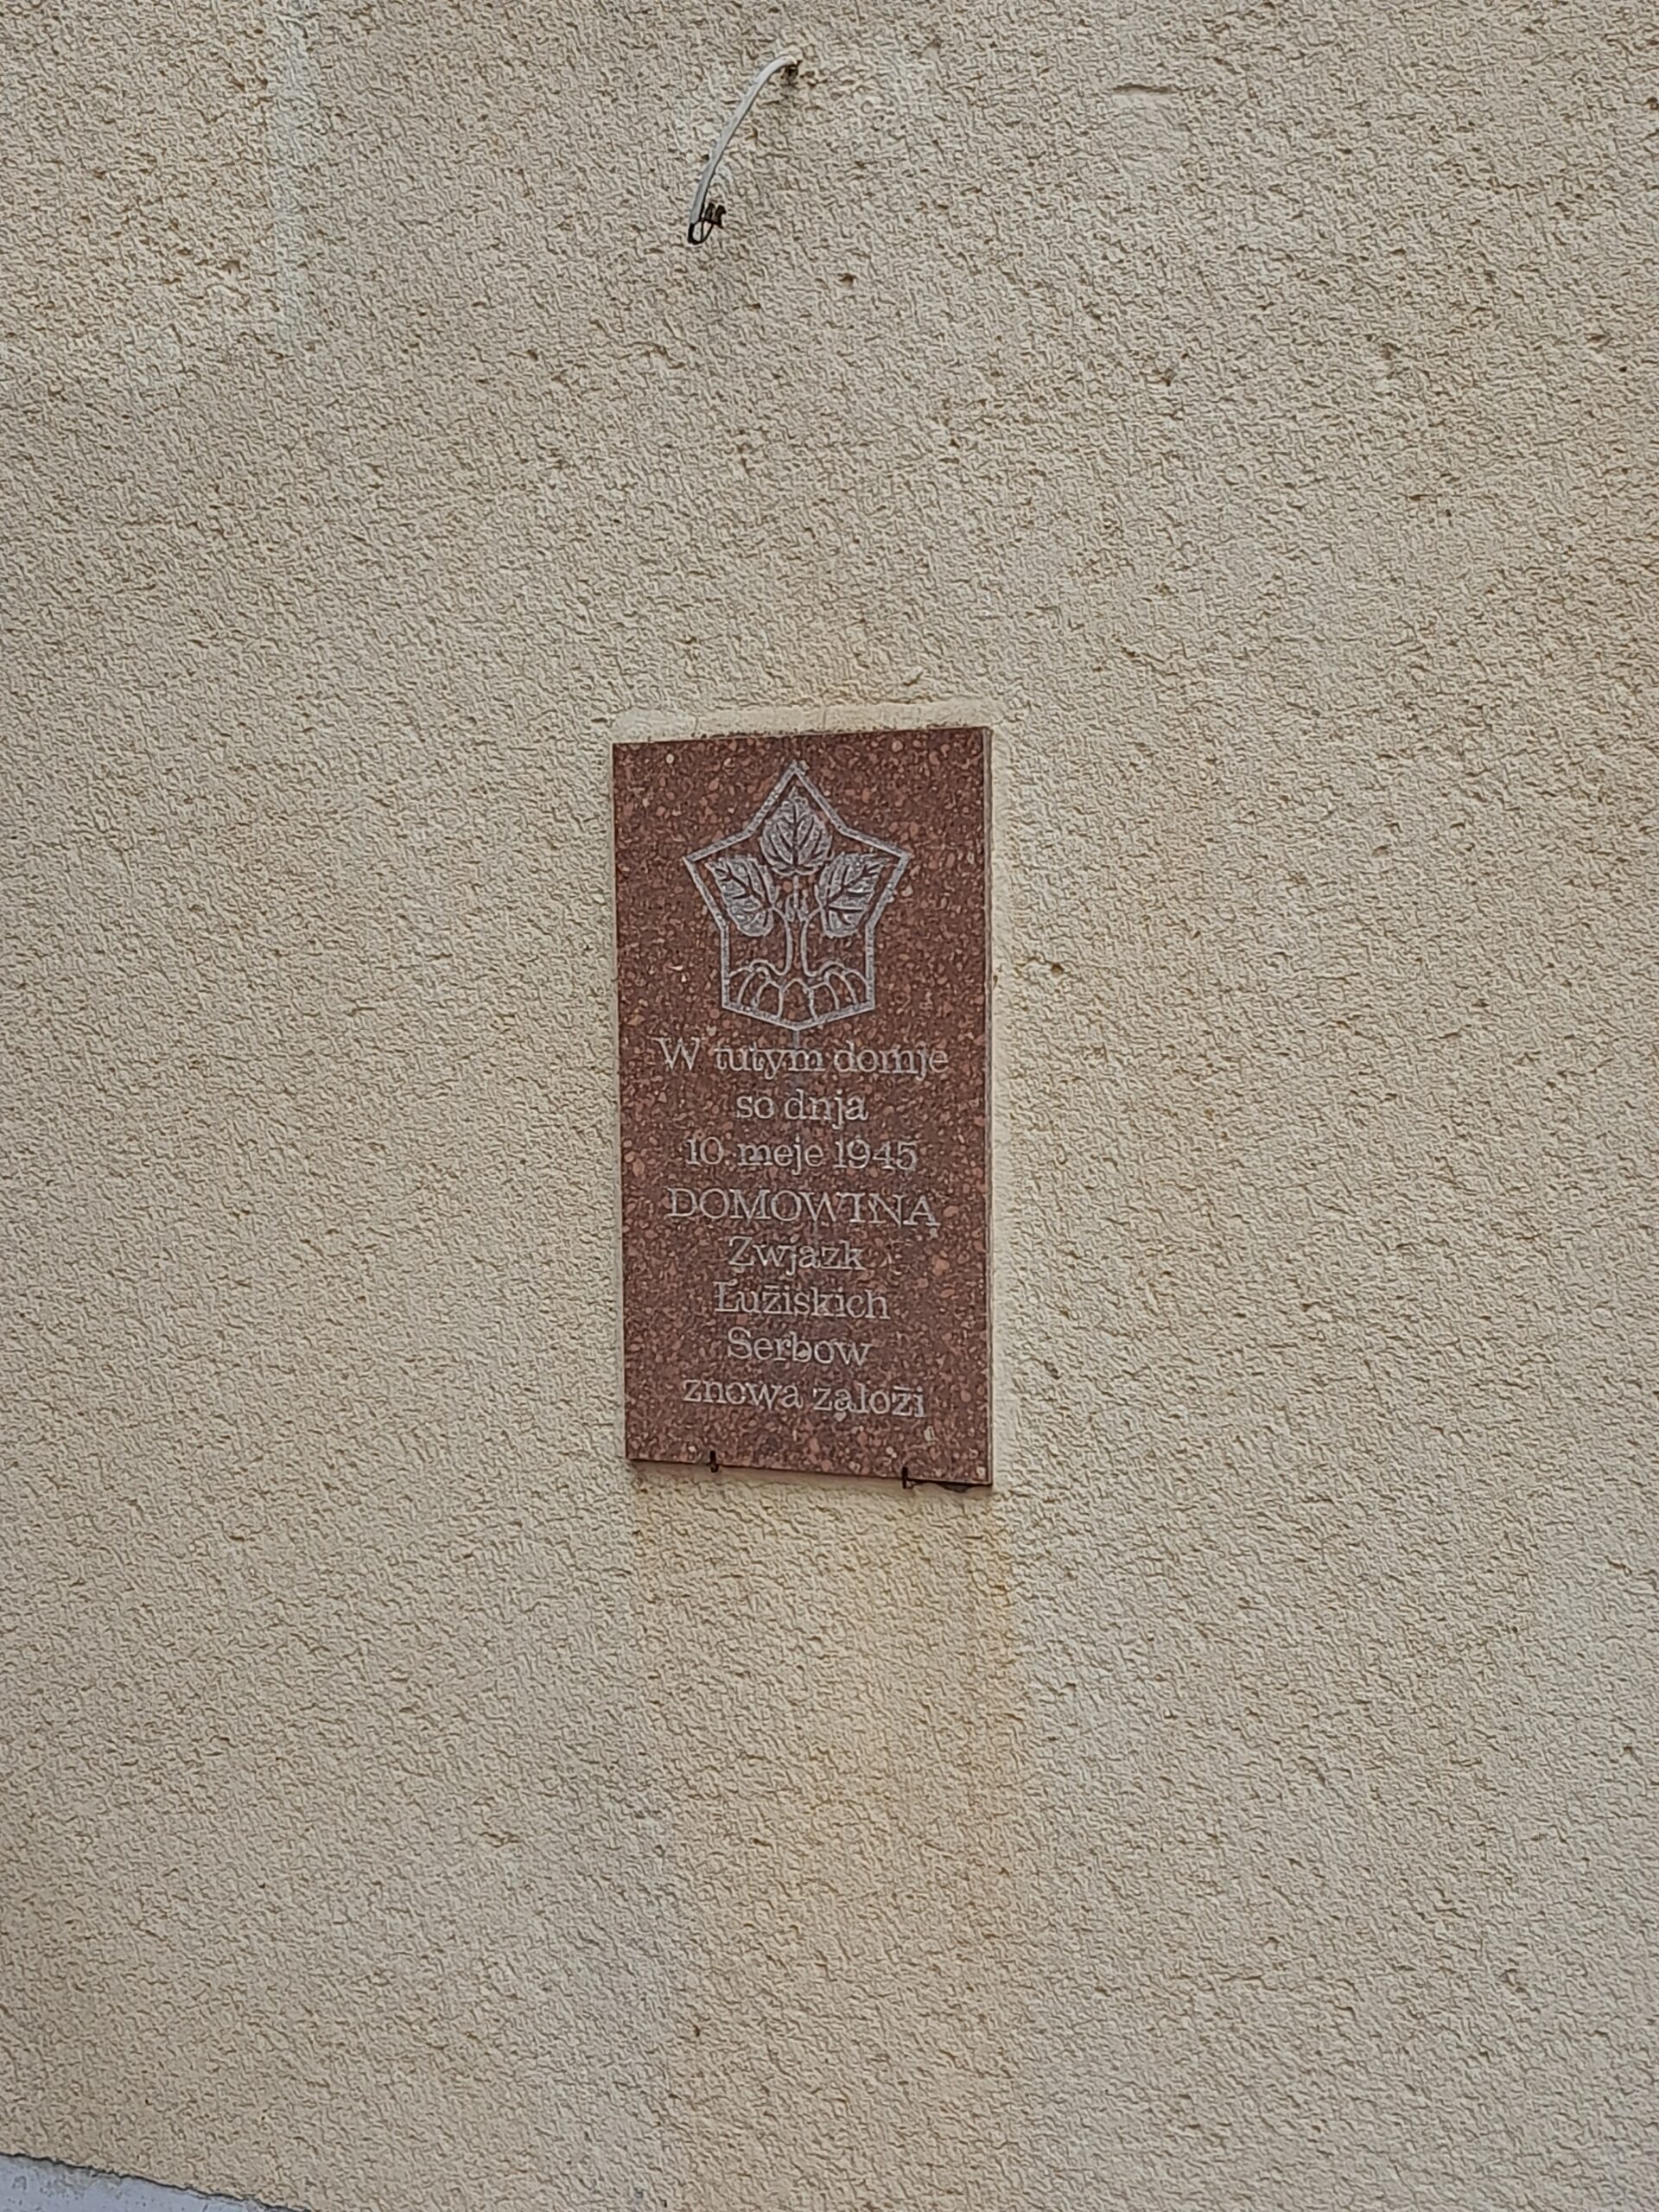 W tutym domje
so dnja
10. meje 1945
DOMOWINA
Zwjazk
Łužiskich
Serbow
znowa załoži